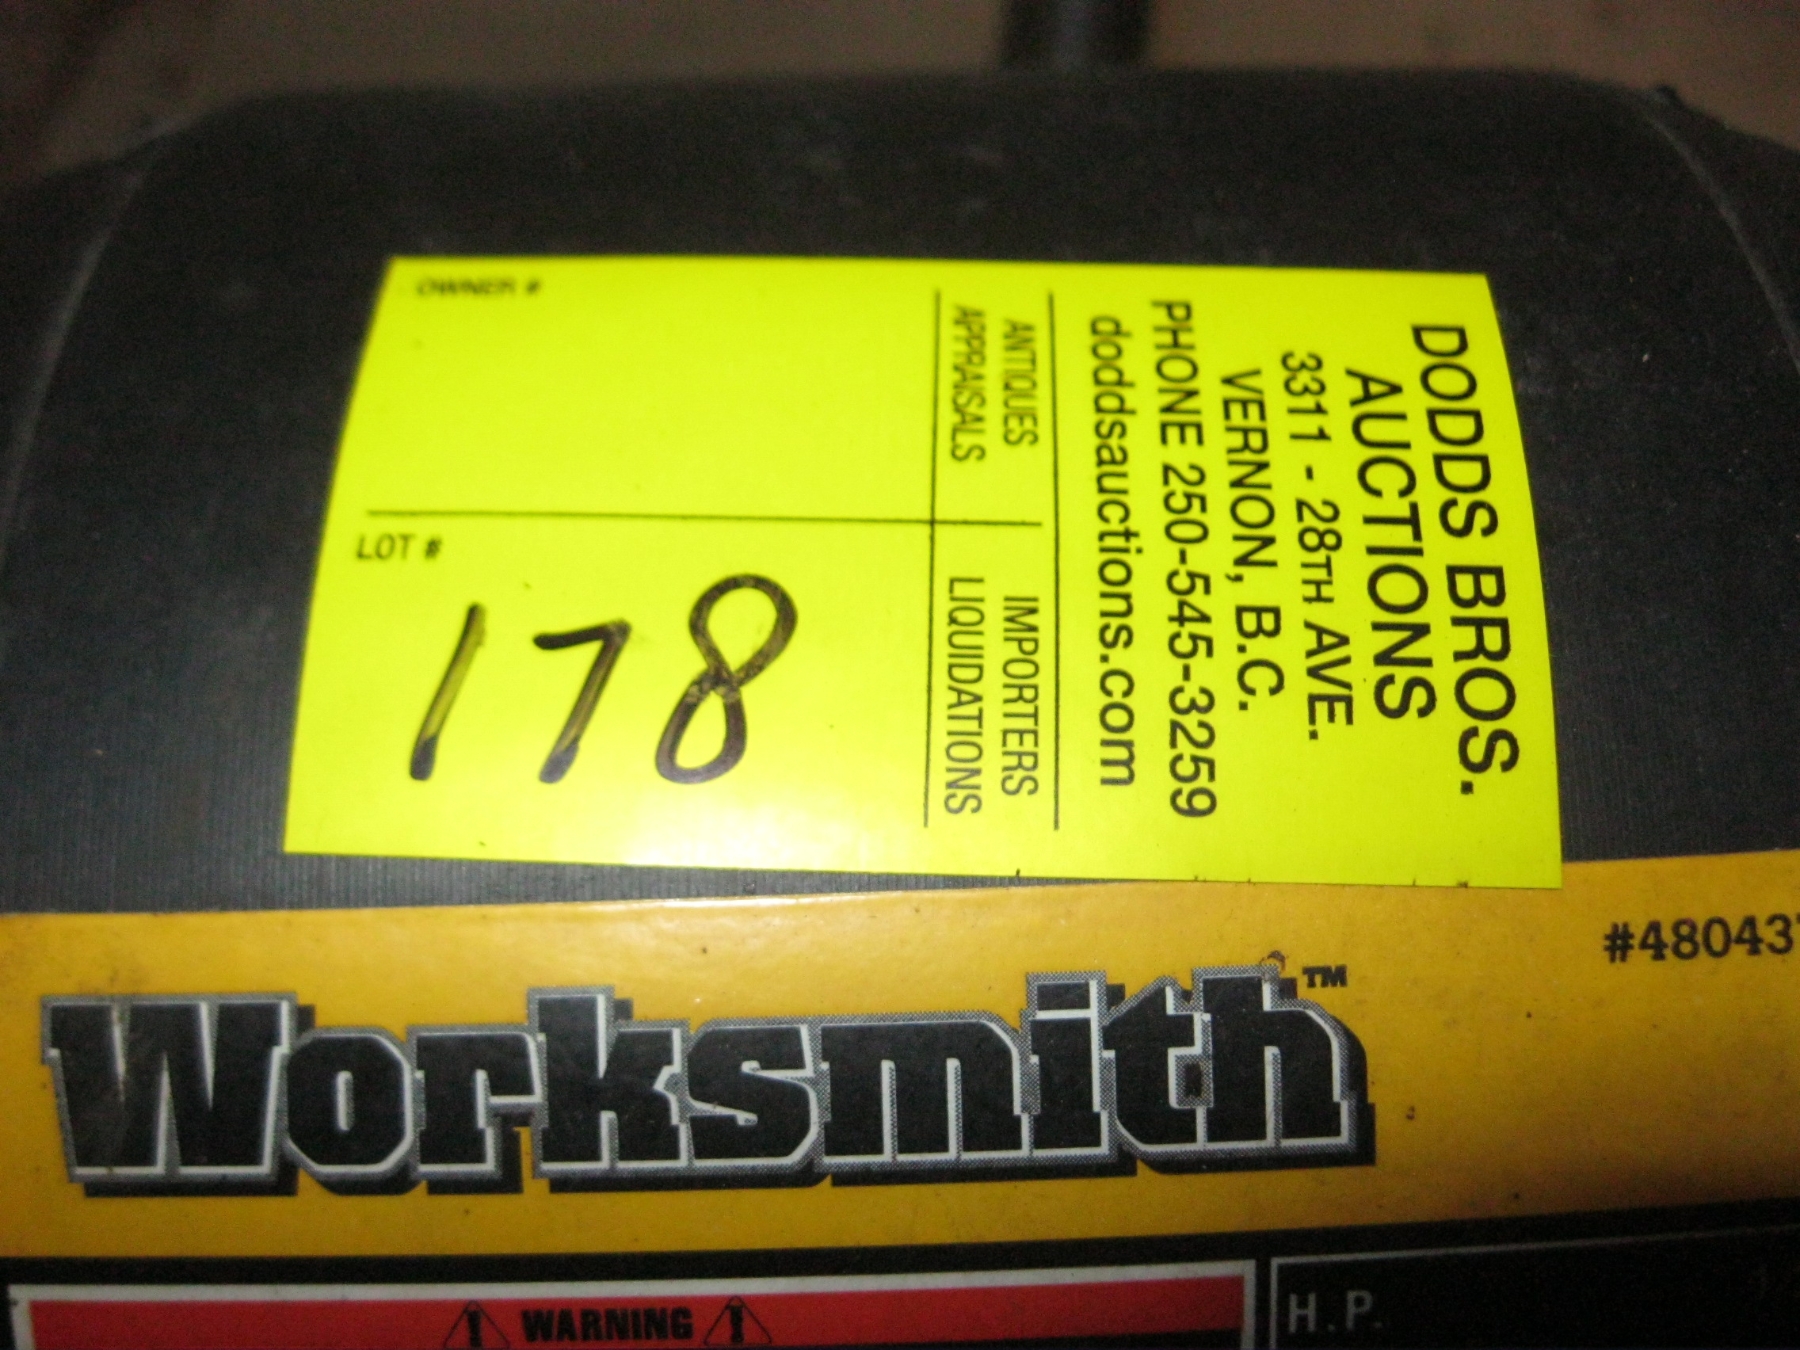 DODDS BROS.
AUCTIONS
3311 - 28TH AVE.
VERNON, B.C.
PHONE 250-545-3259
doddsauctions.com
ANTIQUES
APPRAISALS
IMPORTERS
LIQUIDATIONS
OWNER #
LOT #
178
#48043
Worksmith™
WARNING
H.P.